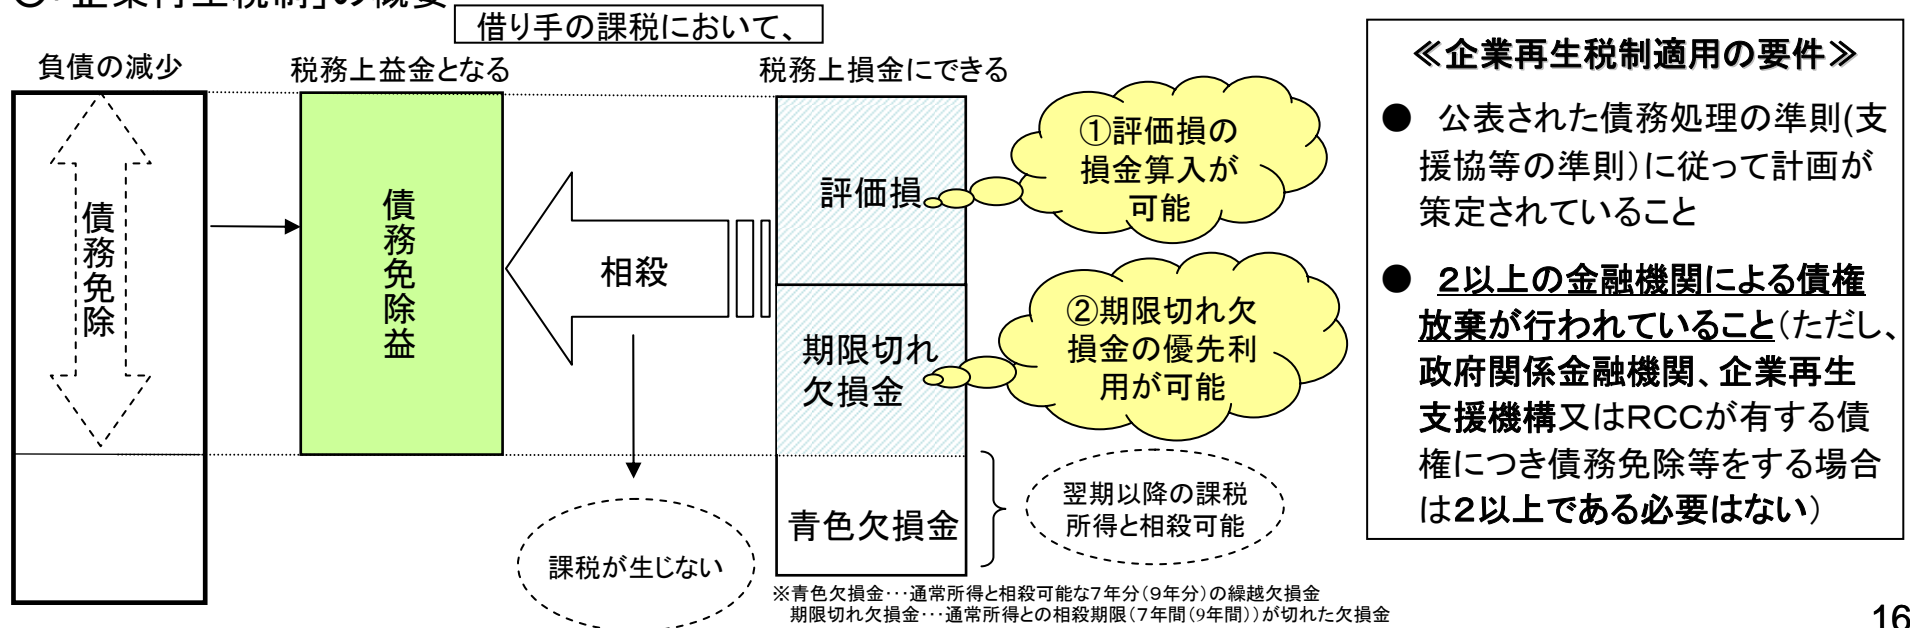 企業再生税制」の概要
借り手の課税において、
負債の減少
税務上益金となる
税務上損金にできる
債務免除
債務免除益
相殺
課税が生じない
評価損
期限切れ
欠損金
青色欠損金
①評価損の
損金算入が
可能
②期限切れ欠
損金の優先利
用が可能
翌期以降の課税
所得と相殺可能
※青色欠損金･･･通常所得と相殺可能な7年分(9年分)の繰越欠損金
期限切れ欠損金･･･通常所得との相殺期限(7年間(9年間))が切れた欠損金
≪企業再生税制適用の要件≫
● 公表された債務処理の準則(支
援協等の準則)に従って計画が
策定されていること
● 2以上の金融機関による債権
放棄が行われていること(ただし、
政府関係金融機関、企業再生
支援機構又はRCCが有する債
権につき債務免除等をする場合
は2以上である必要はない)
16